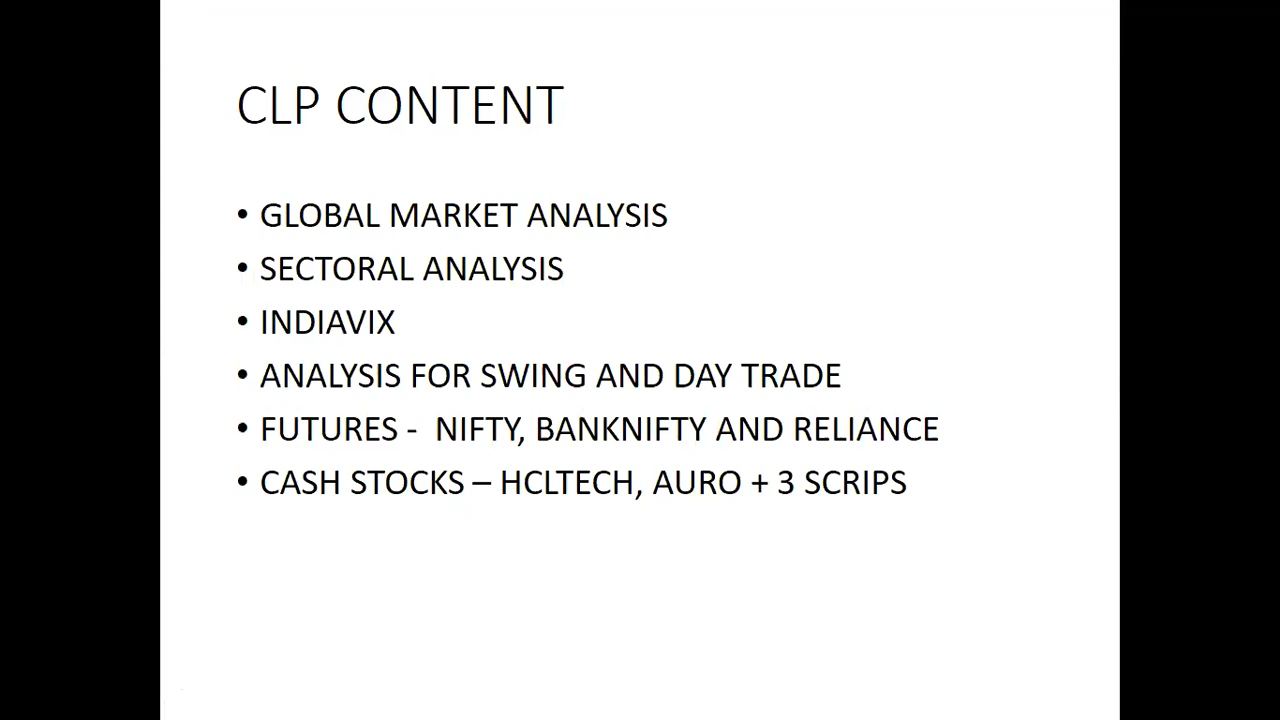 CLP CONTENT
• GLOBAL MARKET ANALYSIS
• SECTORAL ANALYSIS
• INDIAVIX
• ANALYSIS FOR SWING AND DAY TRADE
• FUTURES -  NIFTY, BANKNIFTY AND RELIANCE
• CASH STOCKS – HCLTECH, AURO + 3 SCRIPS